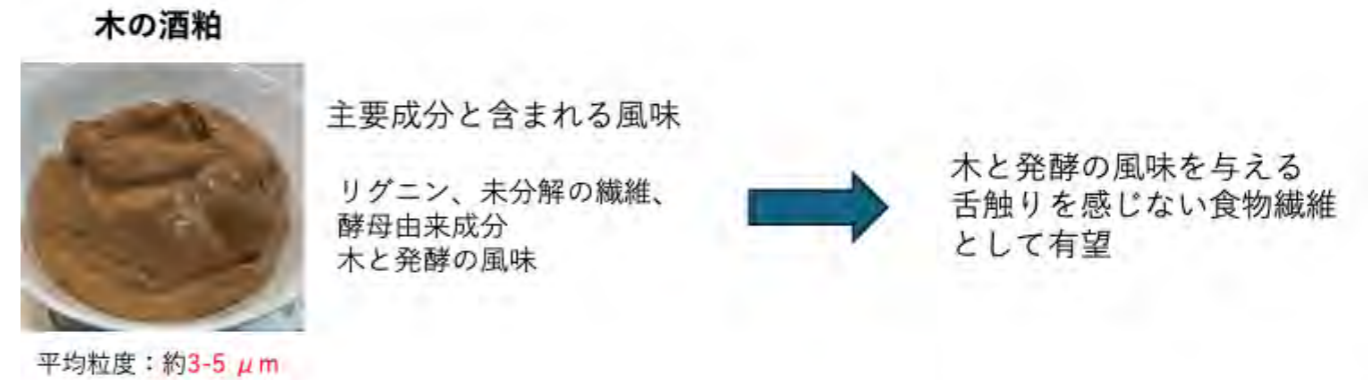 木の酒粕
主要成分と含まれる風味
リグニン、未分解の繊維、
酵母由来成分
木と発酵の風味
木と発酵の風味を与える
舌触りを感じない食物繊維
として有望
平均粒度：約3-5 μm